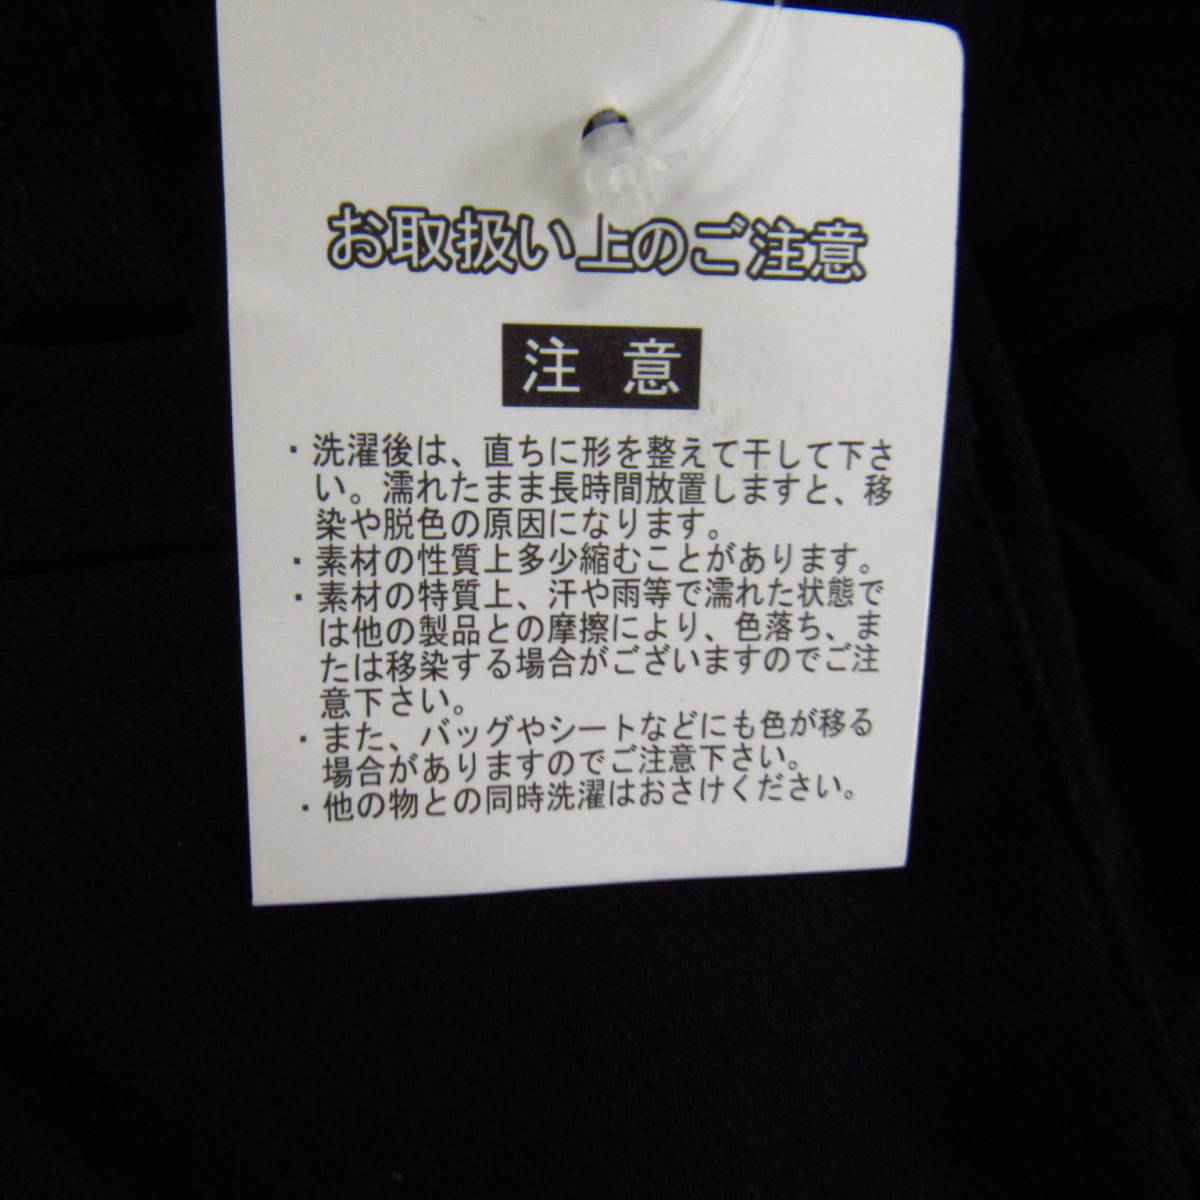 お取扱い上のご注意
注 意
・洗濯後は、直ちに形を整えて干して下さ
い。濡れたまま長時間放置しますと、移
染や脱色の原因になります。
・素材の性質上多少縮むことがあります。
・素材の特質上、汗や雨等で濡れた状態で
は他の製品との摩擦により、色落ち、ま
たは移染する場合がございますのでご注
意下さい。
・また、バッグやシートなどにも色が移る
場合がありますのでご注意下さい。
・他の物との同時洗濯はおさけください。